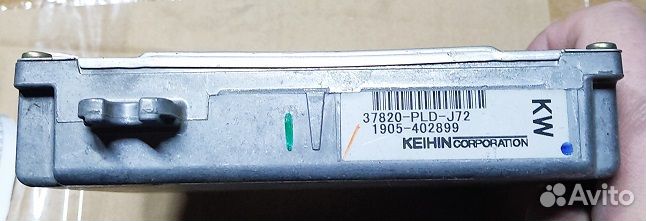 37820-PLD-J72
1905-402899
KEIHIN CORPORATION
KW
Avito